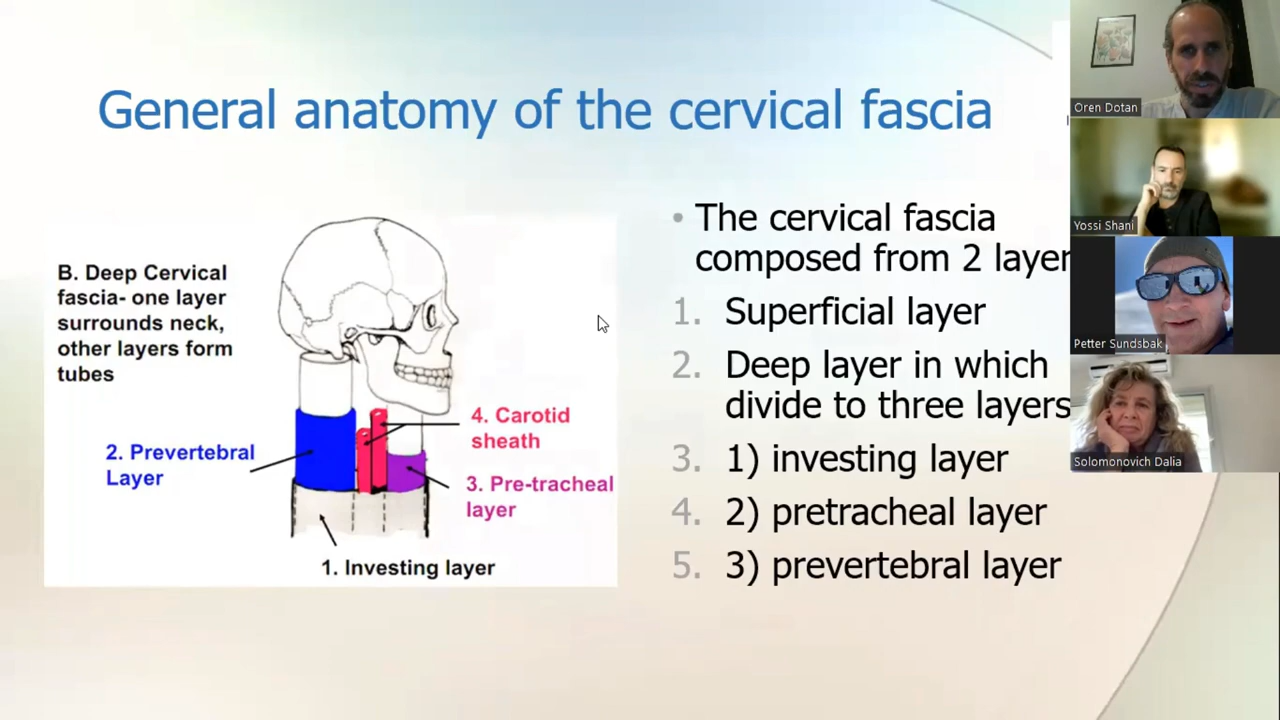 General anatomy of the cervical fascia
B. Deep Cervical
fascia- one layer
surrounds neck,
other layers form
tubes
2. Prevertebral
Layer
4. Carotid
sheath
3. Pre-tracheal
layer
1. Investing layer
• The cervical fascia
composed from 2 layer
1. Superficial layer
2. Deep layer in which
divide to three layers
3. 1) investing layer
4. 2) pretracheal layer
5. 3) prevertebral layer
Oren Dotan
Yossi Shani
Petter Sundsbak
Solomonovich Dalia